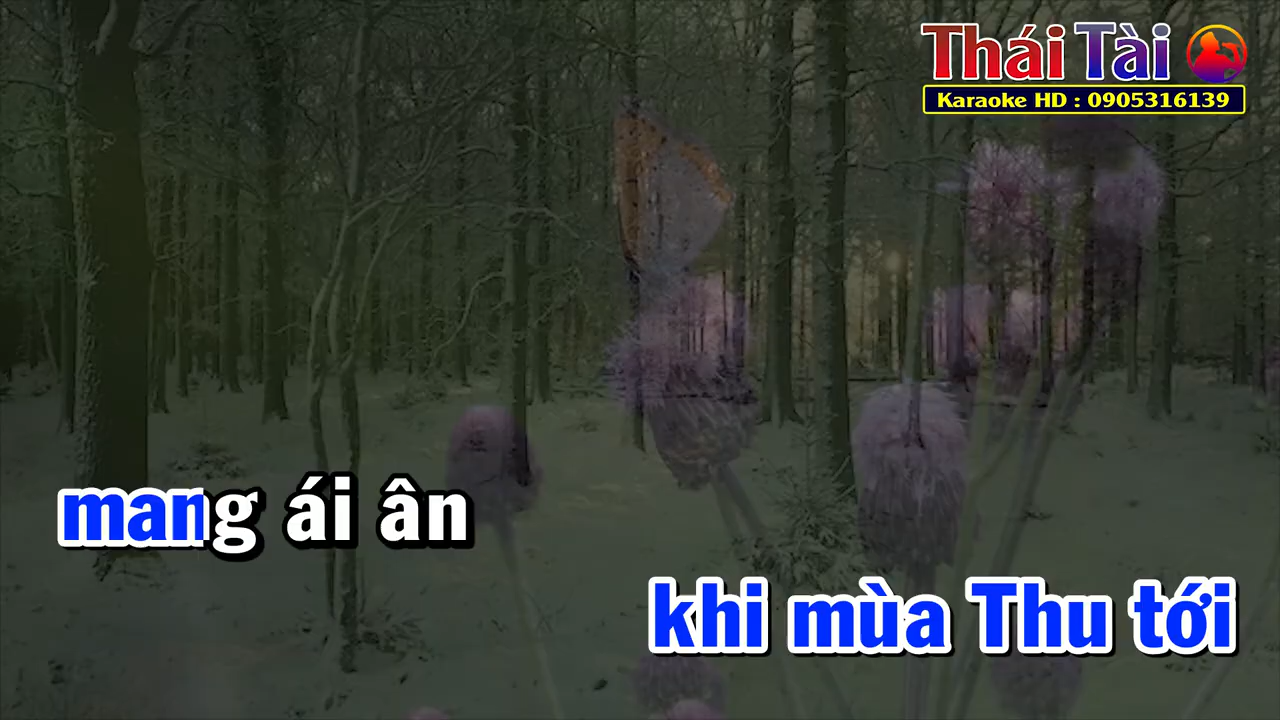 Thái Tài
Karaoke HD : 0905316139
mang ái ân
khi mùa Thu tới